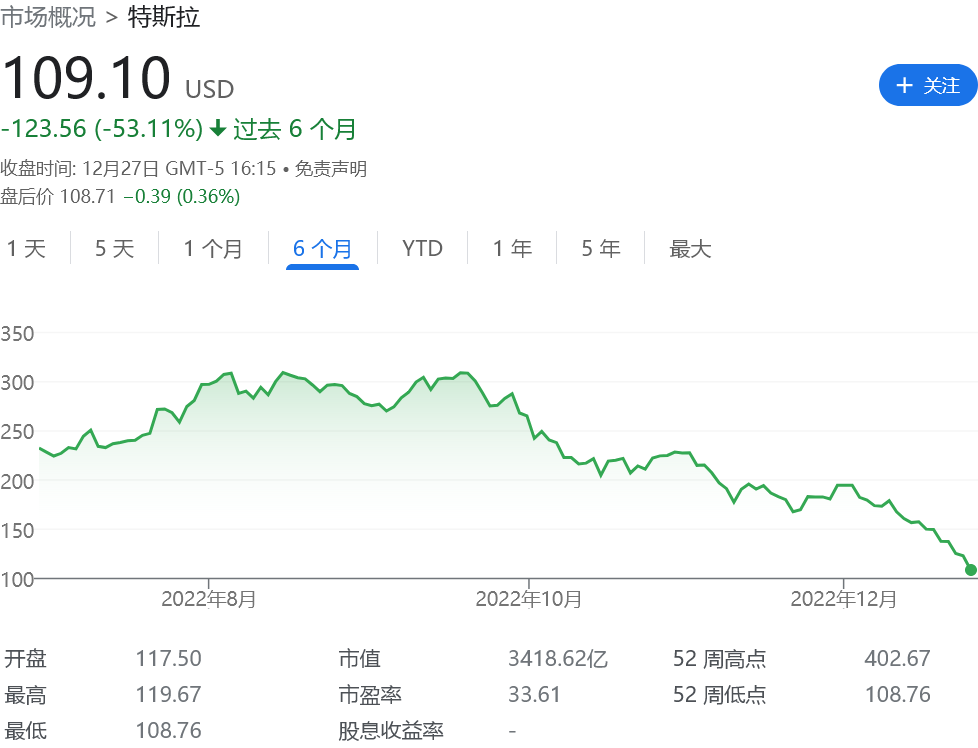 市场概况 > 特斯拉
109.10 USD
+ 关注
-123.56 (-53.11%) 过去 6 个月
收盘时间: 12月27日 GMT-5 16:15 • 免责声明
盘后价 108.71 −0.39 (0.36%)
1 天 5 天 1 个月 6 个月 YTD 1 年 5 年 最大
350
300
250
200
150
100
2022年8月 2022年10月 2022年12月
开盘 117.50 市值 3418.62亿 52 周高点 402.67
最高 119.67 市盈率 33.61 52 周低点 108.76
最低 108.76 股息收益率 -